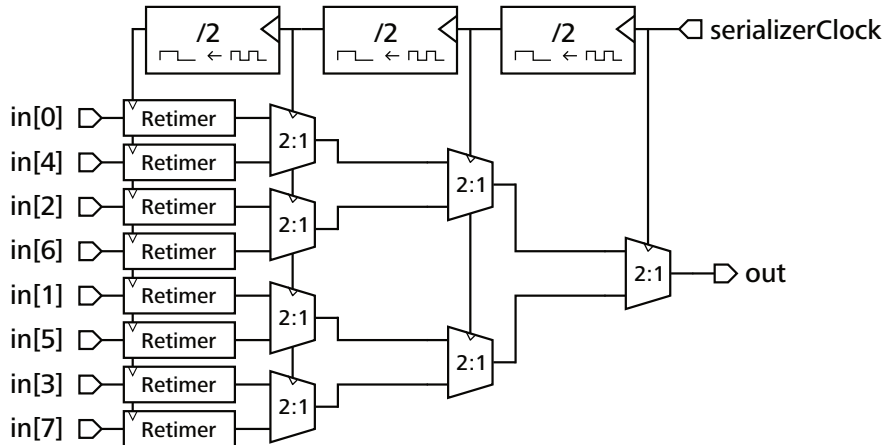 /2 /2 /2 serializerClock
in[0] Retimer
2:1
in[4] Retimer
2:1
in[2] Retimer
2:1
in[6] Retimer
2:1 out
in[1] Retimer
2:1
in[5] Retimer
2:1
in[3] Retimer
2:1
in[7] Retimer